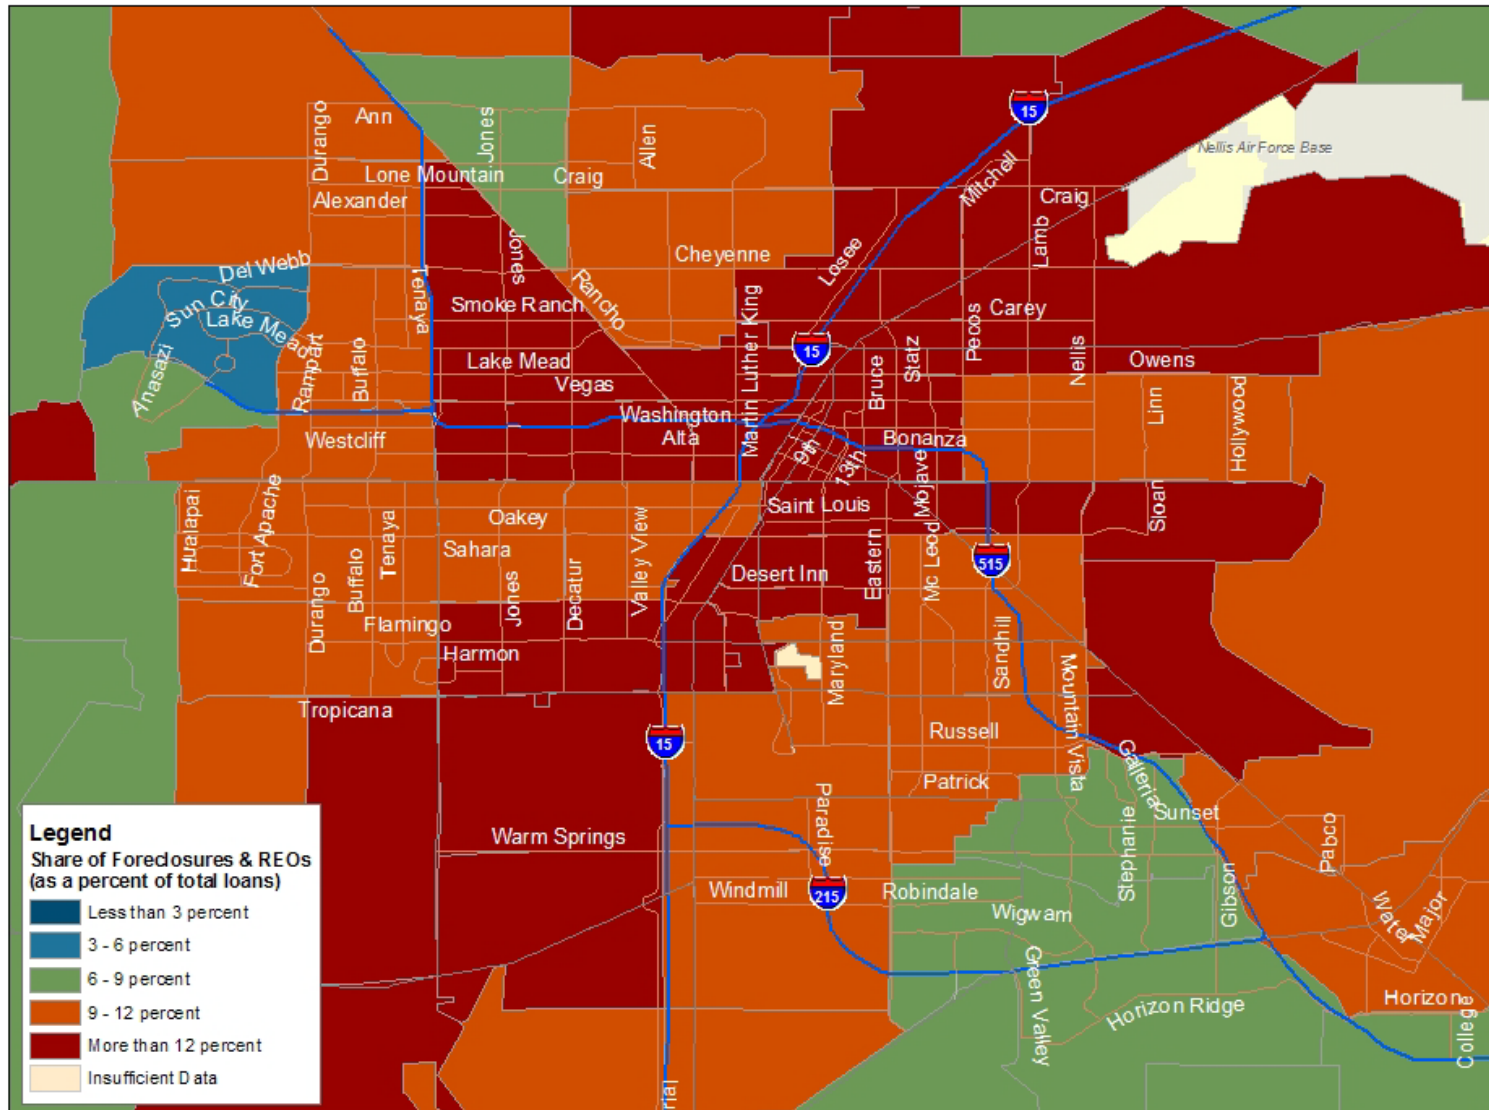 15
Nellis Air Force Base
Ann
Durango
Jones
Allen
Lone Mountain
Craig
Mitchell
Craig
Alexander
Lamb
Jones
Cheyenne
Losee
Del Webb
Tenaya
Rancho
Sun City
Lake Mead
Smoke Ranch
Martin Luther King
Carey
Pecos
15
Statz
Nellis
Rampart
Buffalo
Lake Mead
Owens
Anasazi
Vegas
Bruce
Linn
Hollywood
Washington
Westcliff
Alta
9th
13th
Bonanza
Mojave
Hualapai
Fort Apache
Saint Louis
Sloan
Oakey
Tenaya
Sahara
Valley View
Eastern
Mc Leod
515
Buffalo
Durango
Jones
Decatur
Desert Inn
Flamingo
Harmon
Maryland
Sandhill
Mountain Vista
Tropicana
Russell
15
Galleria
Patrick
Paradise
Stephanie
Sunset
Pabco
Warm Springs
Windmill
215
Robindale
Wigwam
Gibson
Water
Major
Green Valley
Horizon Ridge
Horizon
College
rial
Legend
Share of Foreclosures & REOs
(as a percent of total loans)
Less than 3 percent
3 - 6 percent
6 - 9 percent
9 - 12 percent
More than 12 percent
Insufficient Data